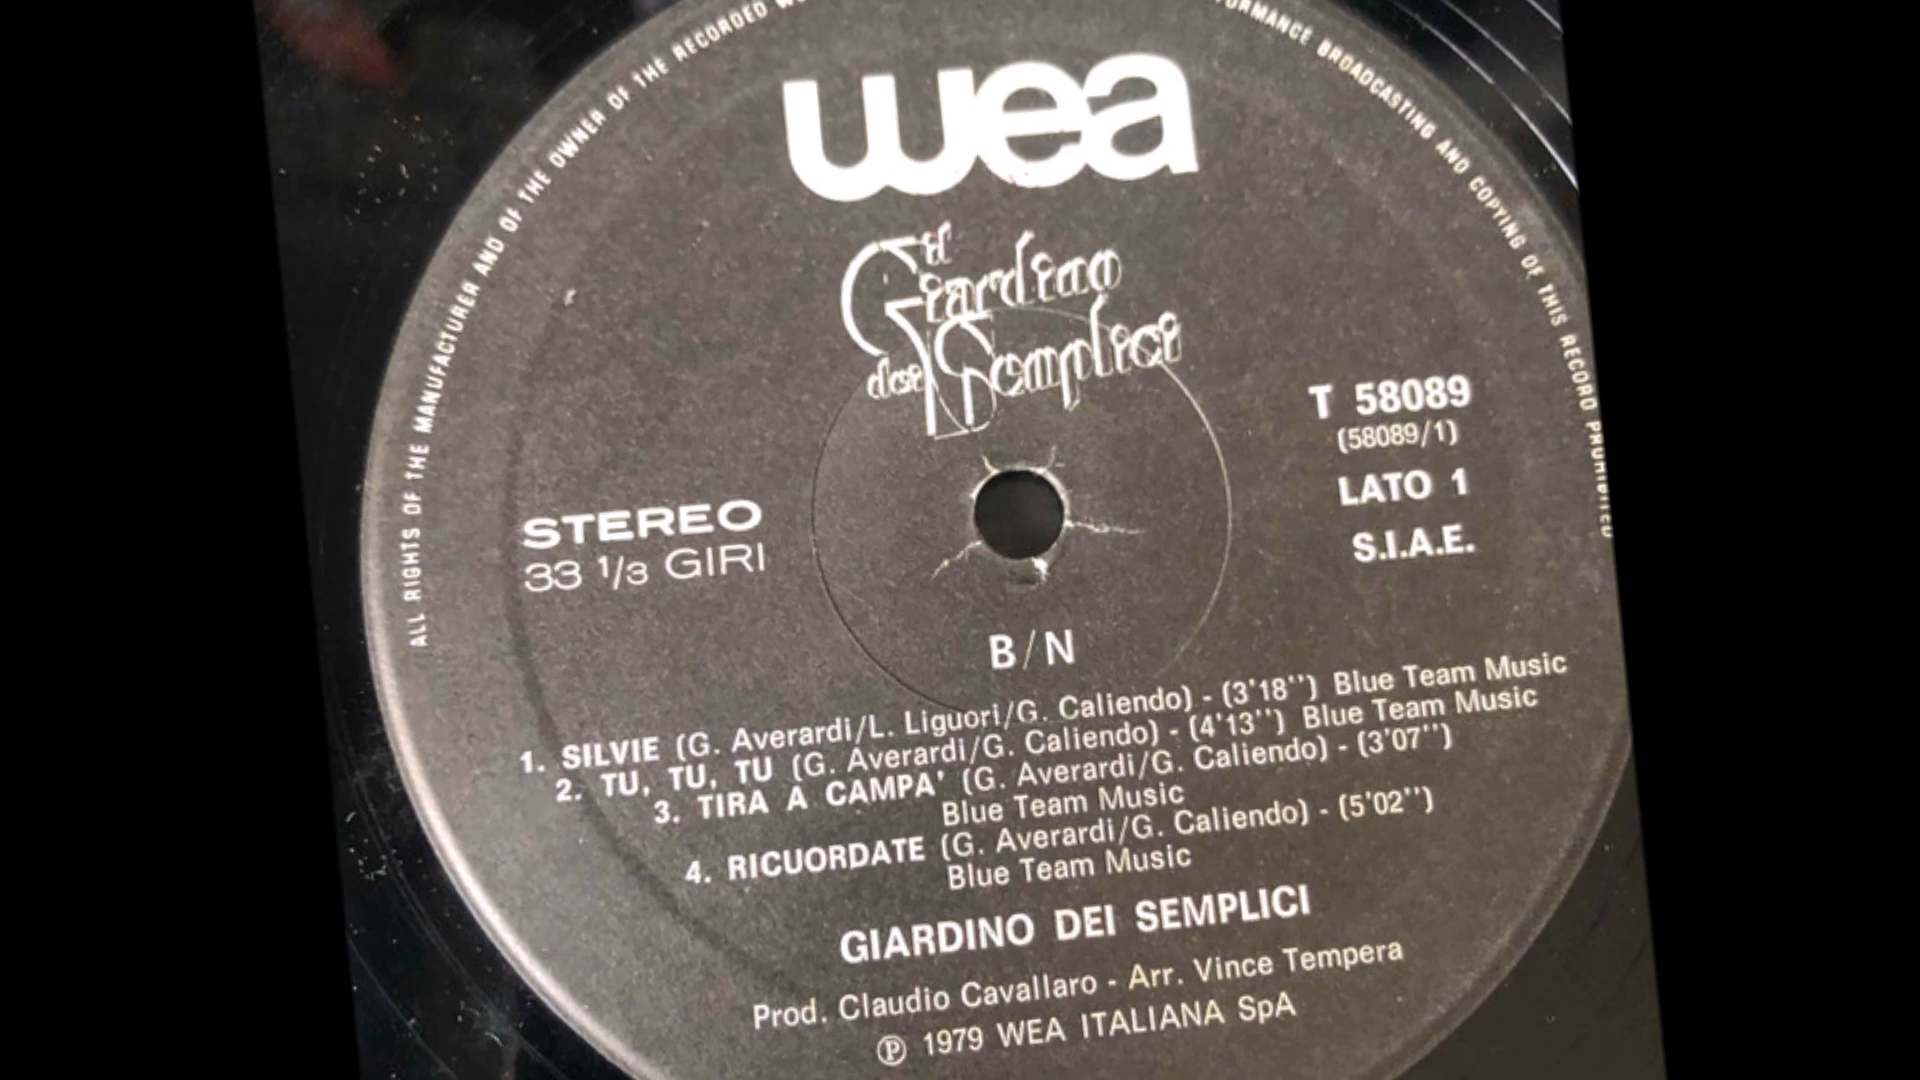 ALL RIGHTS OF THE MANUFACTURER AND OF THE OWNER OF THE RECORDED
BROADCASTING AND COPYING OF THIS RECORD PROHIBITED
wea
il
Giardino
dei Semplici
T 58089
(58089/1)
LATO 1
S.I.A.E.
STEREO
33 1/3 GIRI
B/N
1. SILVIE (G. Averardi/L. Liguori/G. Caliendo) - (3'18'') Blue Team Music
2. TU, TU, TU (G. Averardi/G. Caliendo) - (4'13'') Blue Team Music
3. TIRA A CAMPA' (G. Averardi/G. Caliendo) - (3'07'')
Blue Team Music
4. RICUORDATE (G. Averardi/G. Caliendo) - (5'02'')
Blue Team Music
GIARDINO DEI SEMPLICI
Prod. Claudio Cavallaro - Arr. Vince Tempera
℗ 1979 WEA ITALIANA SpA